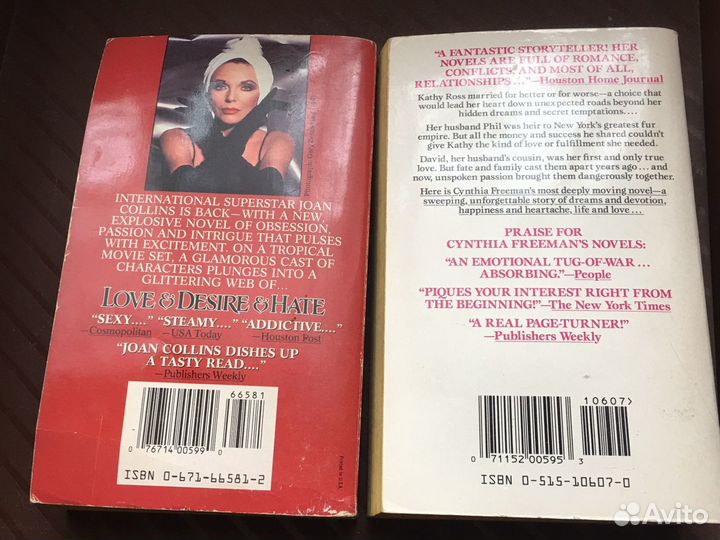 INTERNATIONAL SUPERSTAR JOAN
COLLINS IS BACK—WITH A NEW,
EXPLOSIVE NOVEL OF OBSESSION,
PASSION AND INTRIGUE THAT PULSES
WITH EXCITEMENT. ON A TROPICAL
MOVIE SET, A GLAMOROUS CAST OF
CHARACTERS PLUNGES INTO A
GLITTERING WEB OF...
LOVE & DESIRE & HATE
"SEXY...." "STEAMY...." "ADDICTIVE...."
—Cosmopolitan —USA Today —Houston Post
"JOAN COLLINS DISHES UP
A TASTY READ...."
—Publishers Weekly
66581
0 76714 00599 0
ISBN 0-671-66581-2
Printed in U.S.A.
"A FANTASTIC STORYTELLER! HER
NOVELS ARE FULL OF ROMANCE,
CONFLICTS, AND MOST OF ALL,
RELATIONSHIPS..."—Houston Home Journal
Kathy Ross married for better or for worse—a choice that
would lead her heart down unexpected roads beyond her
hidden dreams and secret temptations....
Her husband Phil was heir to New York's greatest fur
empire. But all the money and success he shared couldn't
give Kathy the kind of love or fulfillment she needed.
David, her husband's cousin, was her first and only true
love. But fate and family cast them apart years ago...and
now, unspoken passion brought them dangerously together.
Here is Cynthia Freeman's most deeply moving novel—a
sweeping, unforgettable story of dreams and devotion,
happiness and heartache, life and love...
PRAISE FOR
CYNTHIA FREEMAN'S NOVELS:
"AN EMOTIONAL TUG-OF-WAR...
ABSORBING."—People
"PIQUES YOUR INTEREST RIGHT FROM
THE BEGINNING!"—The New York Times
"A REAL PAGE-TURNER!"
—Publishers Weekly
10607
0 71152 00595 3
ISBN 0-515-10607-0
Avito